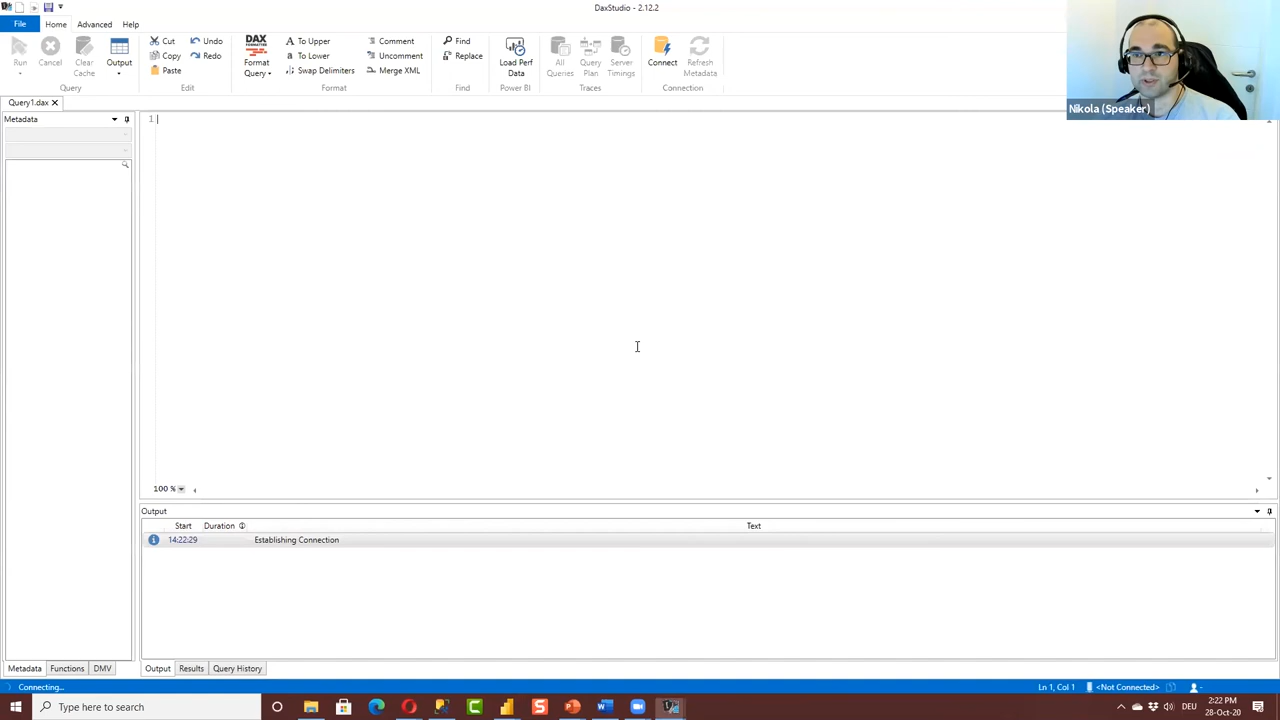 DaxStudio - 2.12.2
File Home Advanced Help
Run Cancel Clear Cache Output
Cut Copy Paste Undo Redo
DAX FORMATTER Format Query
To Upper To Lower Swap Delimiters Comment Uncomment Merge XML
Find Replace
Load Perf Data
All Queries Query Plan Server Timings
Connect Refresh Metadata
Query Edit Format Find Power BI Traces Connection
Nikola (Speaker)
Query1.dax
Metadata
1
100 %
Output
Start Duration Text
14:22:29 Establishing Connection
Metadata Functions DMV
Output Results Query History
Connecting... Ln 1, Col 1 <Not Connected> -
Type here to search
DEU
2:22 PM
28-Oct-20